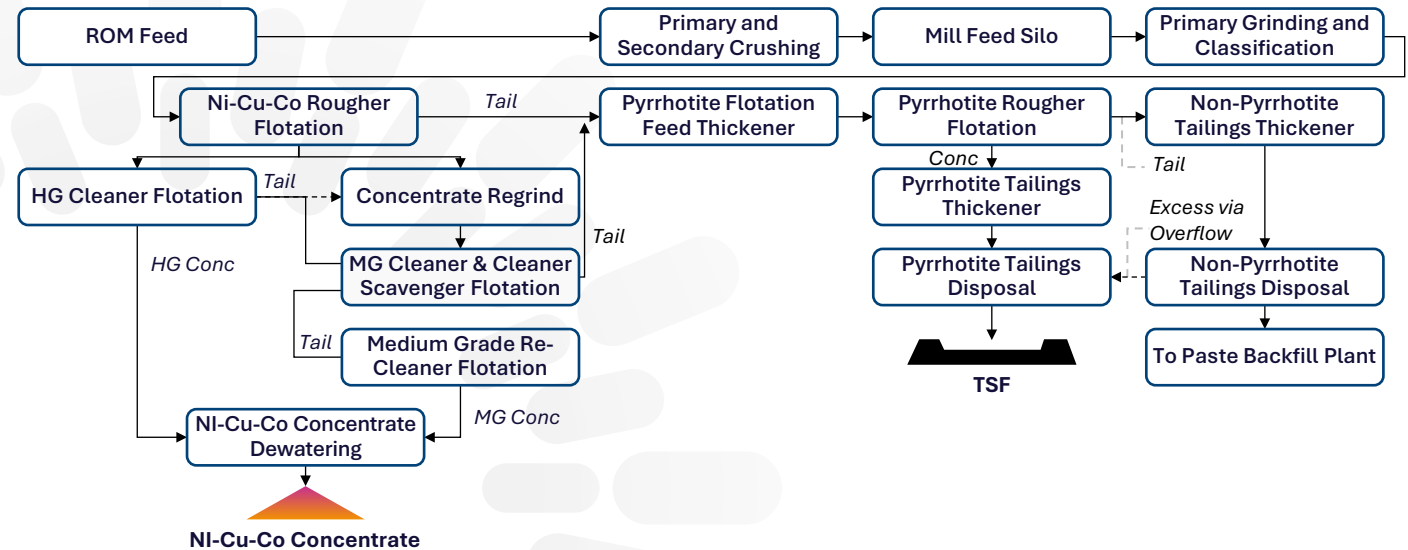 ROM Feed
Primary and
Secondary Crushing
Mill Feed Silo
Primary Grinding and
Classification
Ni-Cu-Co Rougher
Flotation
Tail
Pyrrhotite Flotation
Feed Thickener
Pyrrhotite Rougher
Flotation
Non-Pyrrhotite
Tailings Thickener
Conc
Tail
HG Cleaner Flotation
Tail
Concentrate Regrind
Pyrrhotite Tailings
Thickener
Excess via
Overflow
Tail
HG Conc
MG Cleaner & Cleaner
Scavenger Flotation
Pyrrhotite Tailings
Disposal
Non-Pyrrhotite
Tailings Disposal
Tail
Medium Grade Re-
Cleaner Flotation
To Paste Backfill Plant
TSF
MG Conc
NI-Cu-Co Concentrate
Dewatering
NI-Cu-Co Concentrate